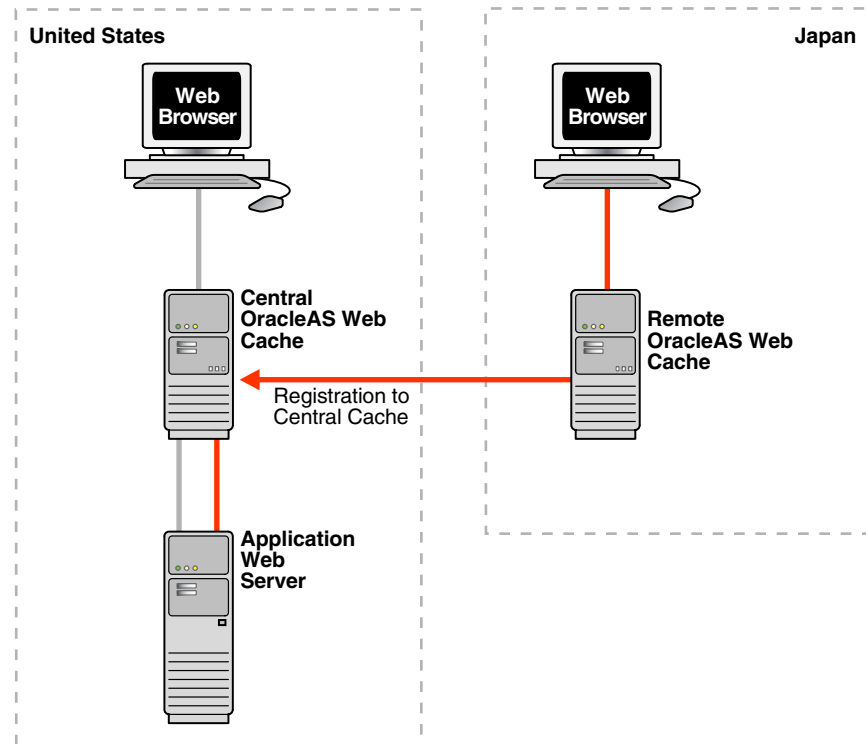 United States
Web
Browser
Central
OracleAS Web
Cache
Registration to
Central Cache
Application
Web
Server
Japan
Web
Browser
Remote
OracleAS Web
Cache